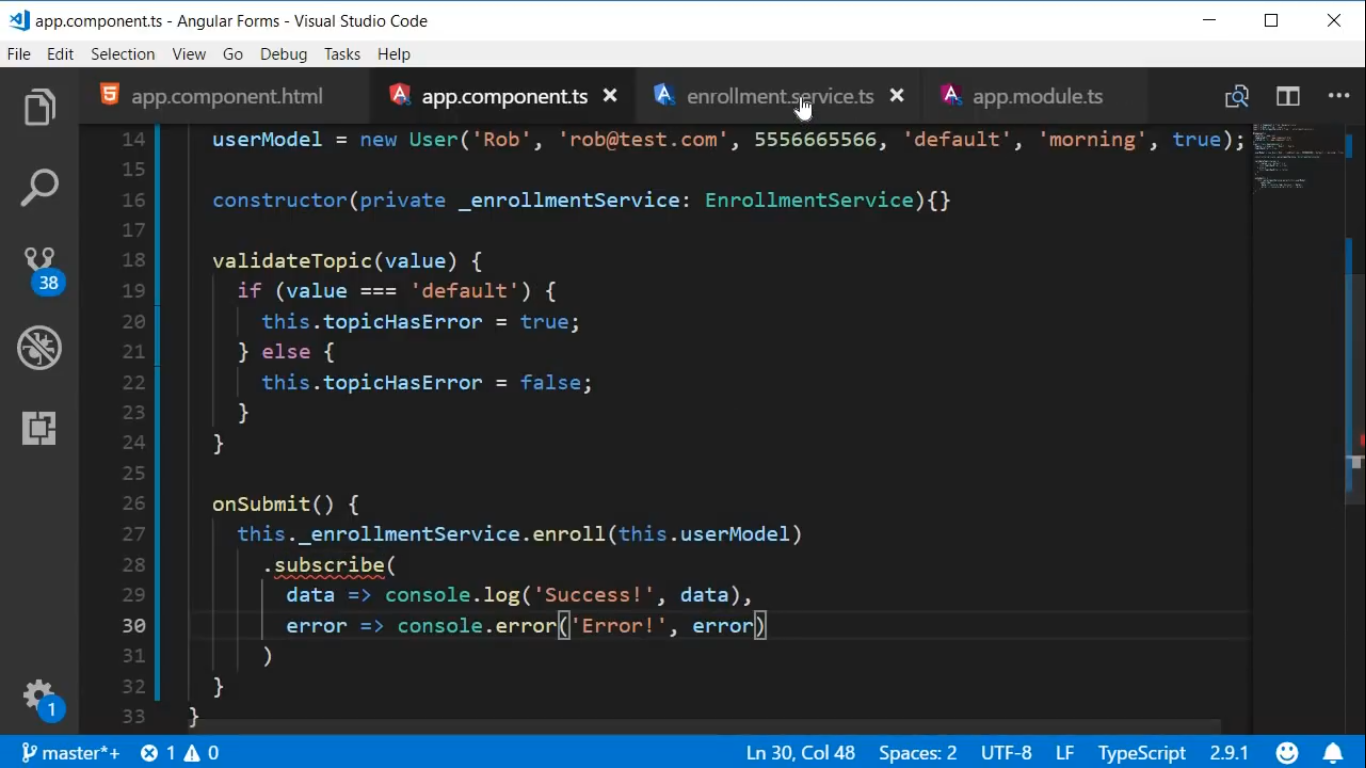 app.component.ts - Angular Forms - Visual Studio Code
File Edit Selection View Go Debug Tasks Help
app.component.html app.component.ts enrollment.service.ts app.module.ts
14 userModel = new User('Rob', 'rob@test.com', 5556665566, 'default', 'morning', true);
15
16 constructor(private _enrollmentService: EnrollmentService){}
17
18 validateTopic(value) {
19 if (value === 'default') {
20 this.topicHasError = true;
21 } else {
22 this.topicHasError = false;
23 }
24 }
25
26 onSubmit() {
27 this._enrollmentService.enroll(this.userModel)
28 .subscribe(
29 data => console.log('Success!', data),
30 error => console.error('Error!', error)
31 )
32 }
33 }
38
1
master*+ 1 0 Ln 30, Col 48 Spaces: 2 UTF-8 LF TypeScript 2.9.1